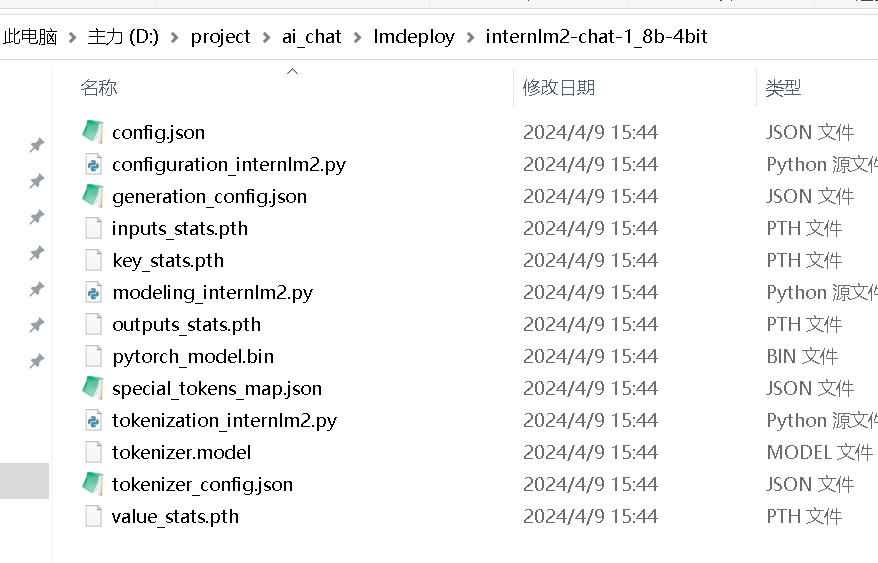 此电脑 > 主力 (D:) > project > ai_chat > lmdeploy > internlm2-chat-1_8b-4bit
名称 修改日期 类型
config.json 2024/4/9 15:44 JSON 文件
configuration_internlm2.py 2024/4/9 15:44 Python 源文件
generation_config.json 2024/4/9 15:44 JSON 文件
inputs_stats.pth 2024/4/9 15:44 PTH 文件
key_stats.pth 2024/4/9 15:44 PTH 文件
modeling_internlm2.py 2024/4/9 15:44 Python 源文件
outputs_stats.pth 2024/4/9 15:44 PTH 文件
pytorch_model.bin 2024/4/9 15:44 BIN 文件
special_tokens_map.json 2024/4/9 15:44 JSON 文件
tokenization_internlm2.py 2024/4/9 15:44 Python 源文件
tokenizer.model 2024/4/9 15:44 MODEL 文件
tokenizer_config.json 2024/4/9 15:44 JSON 文件
value_stats.pth 2024/4/9 15:44 PTH 文件